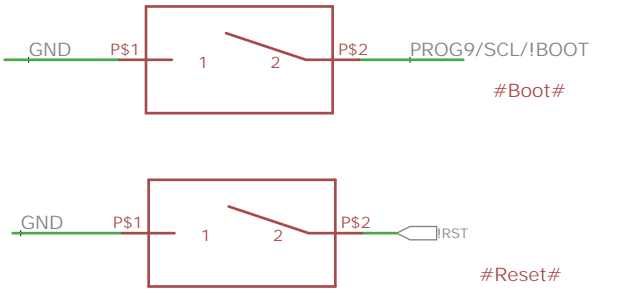 GND P$1 1 2 P$2 PROG9/SCL/!BOOT
#Boot#
GND P$1 1 2 P$2 !RST
#Reset#